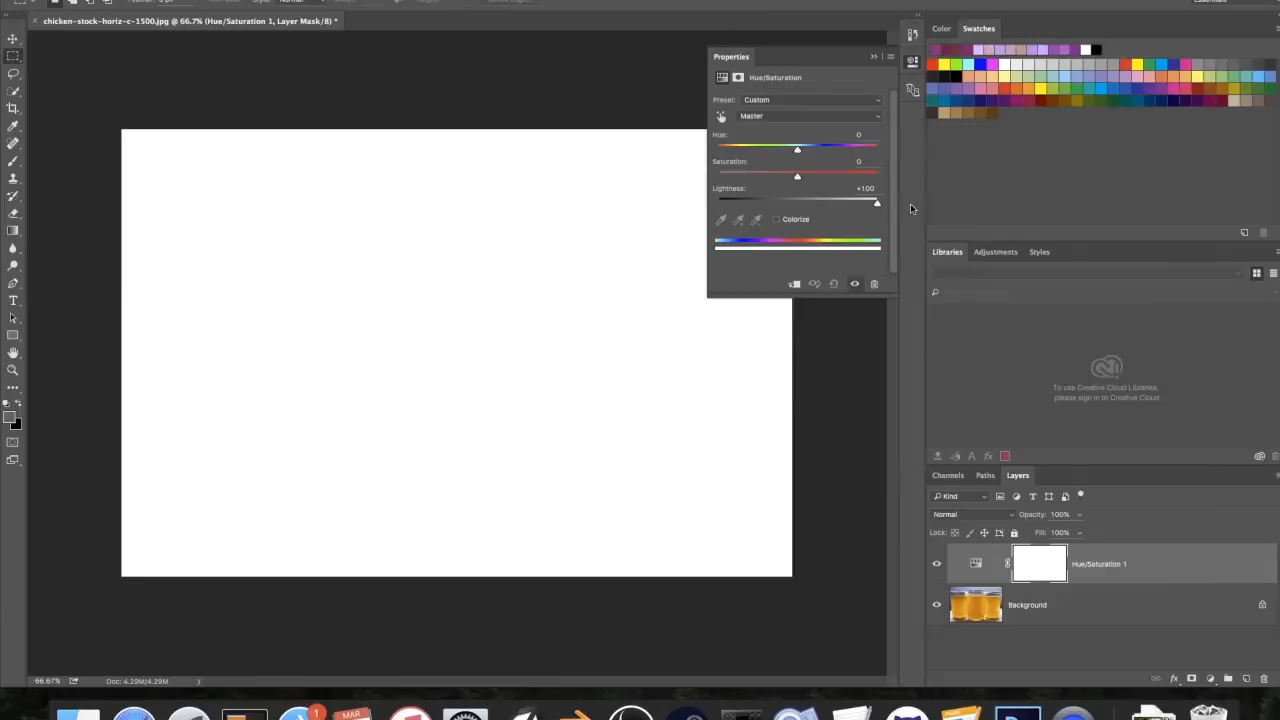 Essentials
chicken-stock-horiz-c-1500.jpg @ 66.7% (Hue/Saturation 1, Layer Mask/8) *
Color
Swatches
Properties
Hue/Saturation
Preset: Custom
Master
Hue: 0
Saturation: 0
Lightness: +100
Colorize
Libraries
Adjustments
Styles
To use Creative Cloud Libraries,
please sign in to Creative Cloud
Channels
Paths
Layers
Kind
Normal
Opacity: 100%
Lock:
Fill: 100%
Hue/Saturation 1
Background
66.67%
Doc: 4.29M/4.29M
1
MAR